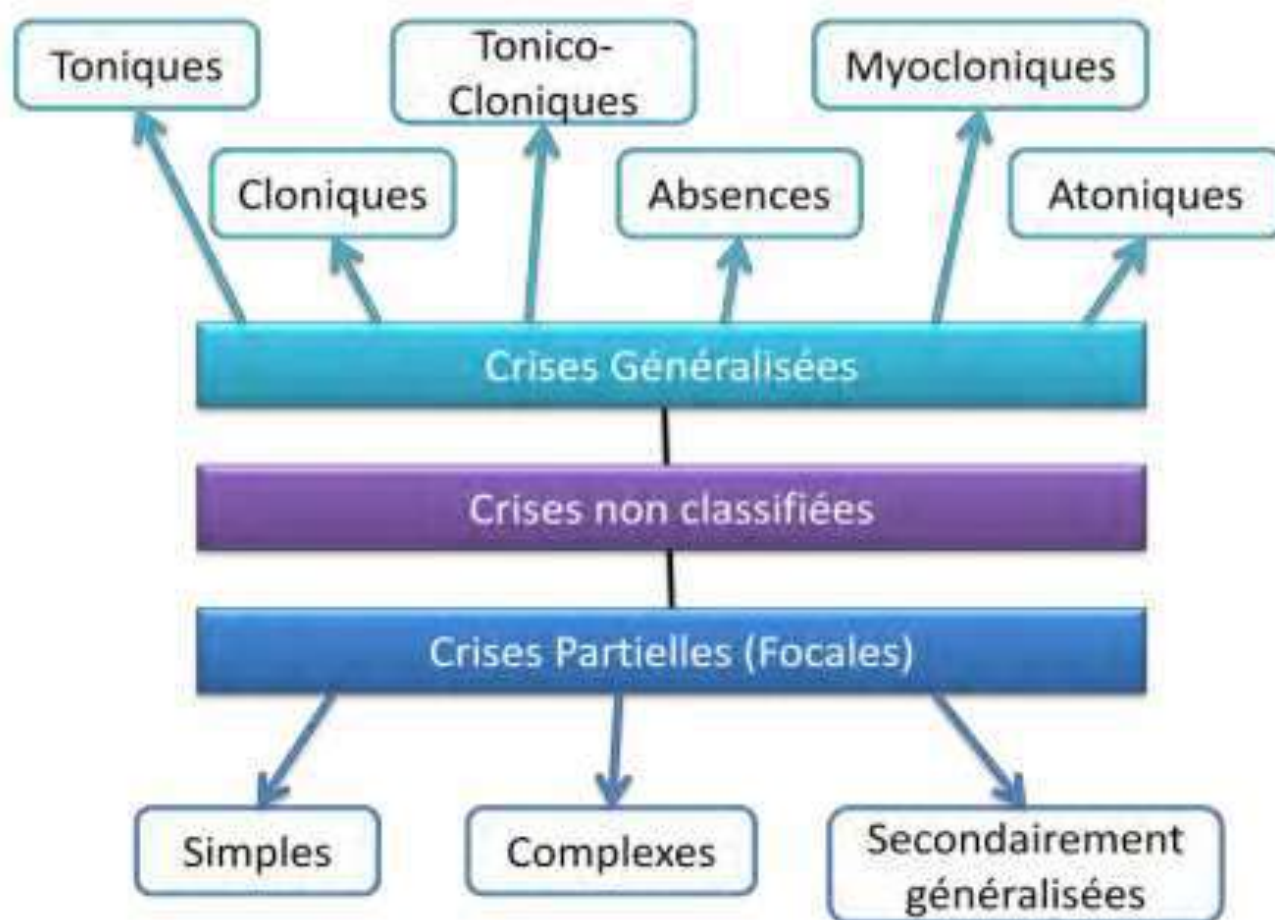 Toniques
Tonico-
Cloniques
Myocloniques
Cloniques
Absences
Atoniques
Crises Généralisées
Crises non classifiées
Crises Partielles (Focales)
Simples
Complexes
Secondairement
généralisées